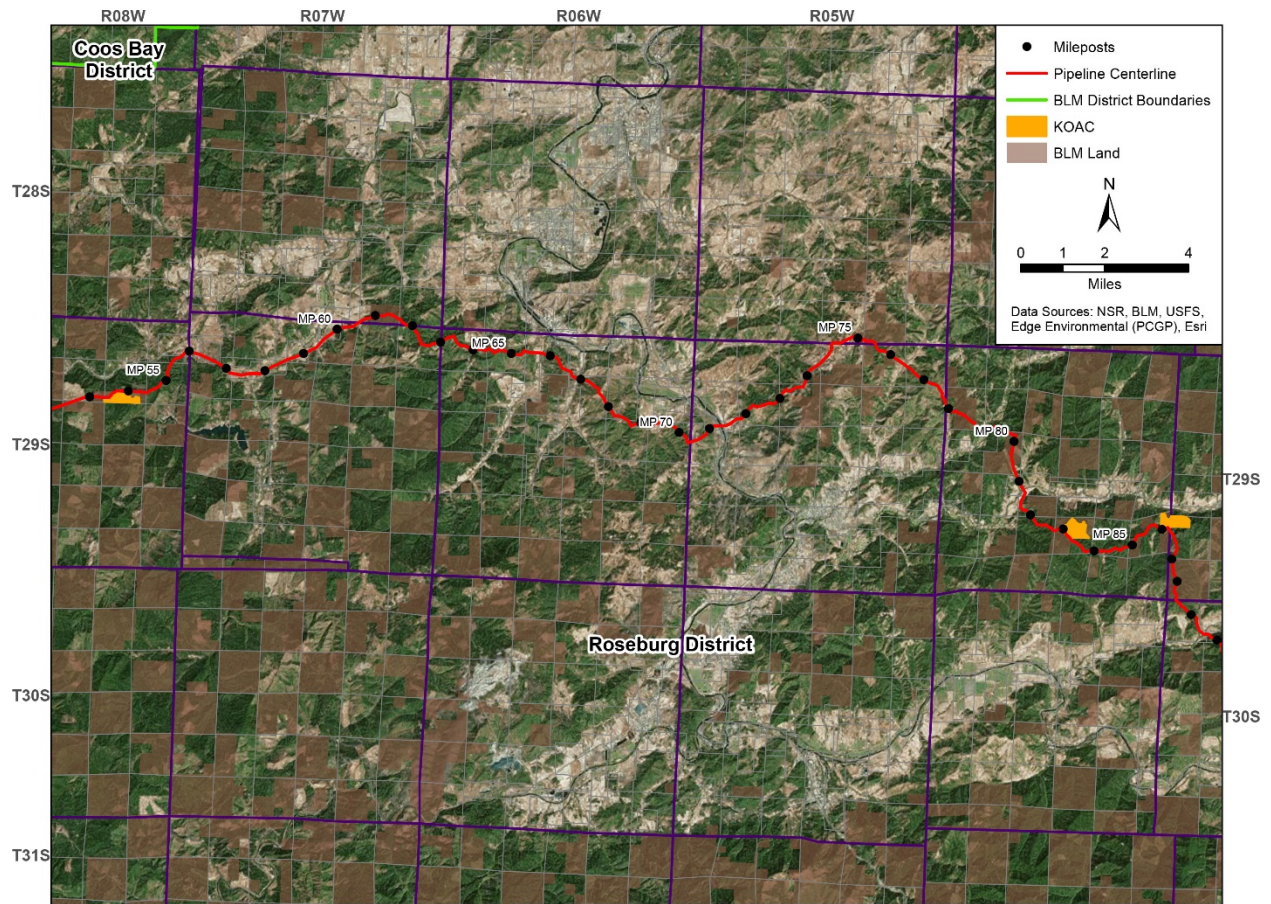 R08W
R07W
R06W
R05W
Coos Bay
District
Mileposts
Pipeline Centerline
BLM District Boundaries
KOAC
BLM Land
N
0 1 2 4
Miles
Data Sources: NSR, BLM, USFS,
Edge Environmental (PCGP), Esri
T28S
MP 60
MP 75
MP 65
MP 55
MP 70
MP 80
T29S
T29S
MP 85
Roseburg District
T30S
T30S
T31S